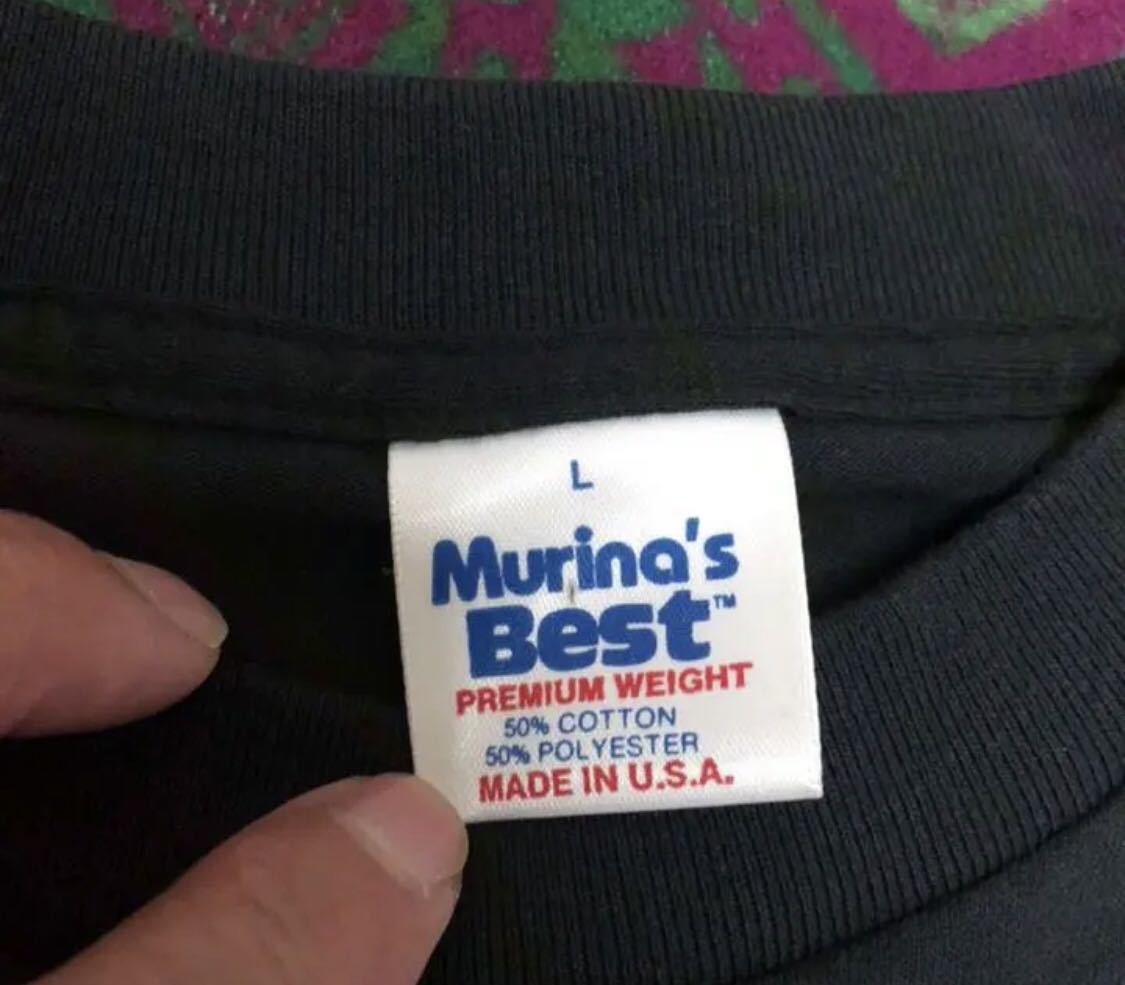 L
Murina's
Best™
PREMIUM WEIGHT
50% COTTON
50% POLYESTER
MADE IN U.S.A.